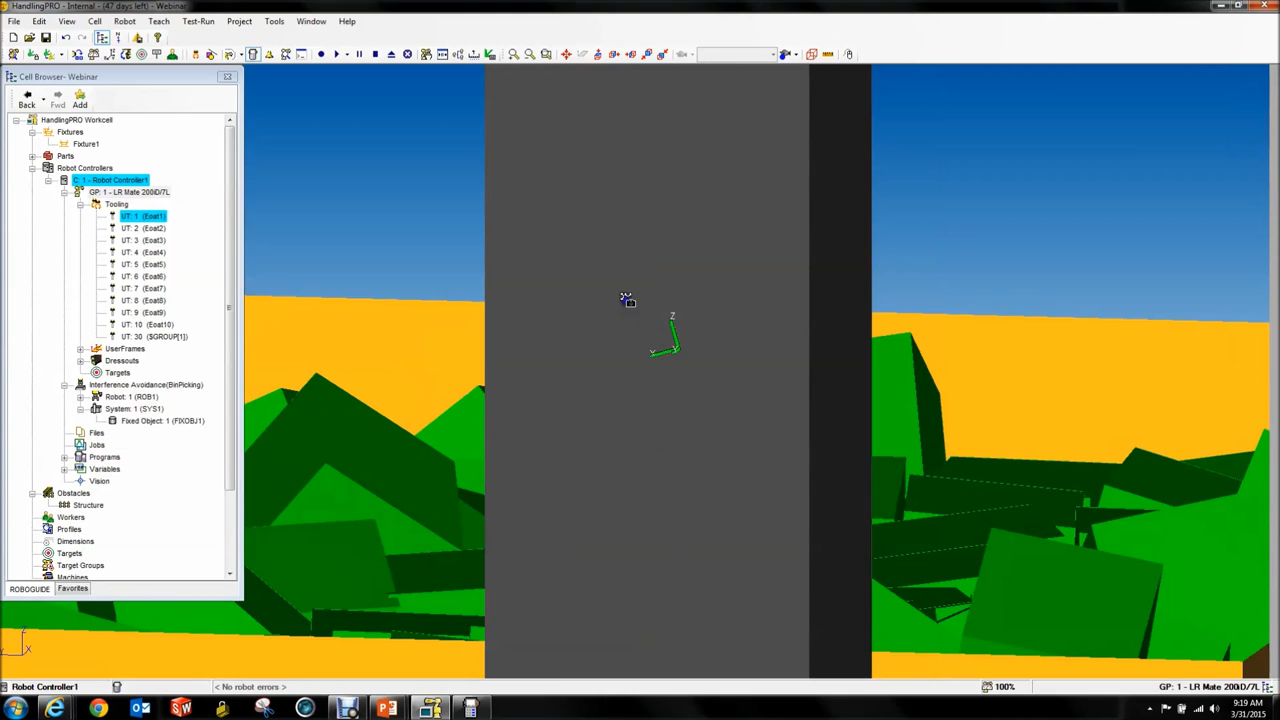 HandlingPRO - Internal - (47 days left) - Webinar
File Edit View Cell Robot Teach Test-Run Project Tools Window Help
Cell Browser- Webinar
Back Fwd Add
HandlingPRO Workcell
Fixtures
Fixture1
Parts
Robot Controllers
C: 1 - Robot Controller1
GP: 1 - LR Mate 200iD/7L
Tooling
UT: 1 (Eoat1)
UT: 2 (Eoat2)
UT: 3 (Eoat3)
UT: 4 (Eoat4)
UT: 5 (Eoat5)
UT: 6 (Eoat6)
UT: 7 (Eoat7)
UT: 8 (Eoat8)
UT: 9 (Eoat9)
UT: 10 (Eoat10)
UT: 30 ($GROUP[1])
UserFrames
Dressouts
Targets
Interference Avoidance(BinPicking)
Robot: 1 (ROB1)
System: 1 (SYS1)
Fixed Object: 1 (FIXOBJ1)
Files
Jobs
Programs
Variables
Vision
Obstacles
Structure
Workers
Profiles
Dimensions
Targets
Target Groups
Machines
ROBOGUIDE Favorites
Z
X
Robot Controller1 < No robot errors > 100% GP: 1 - LR Mate 200iD/7L
9:19 AM
3/31/2015